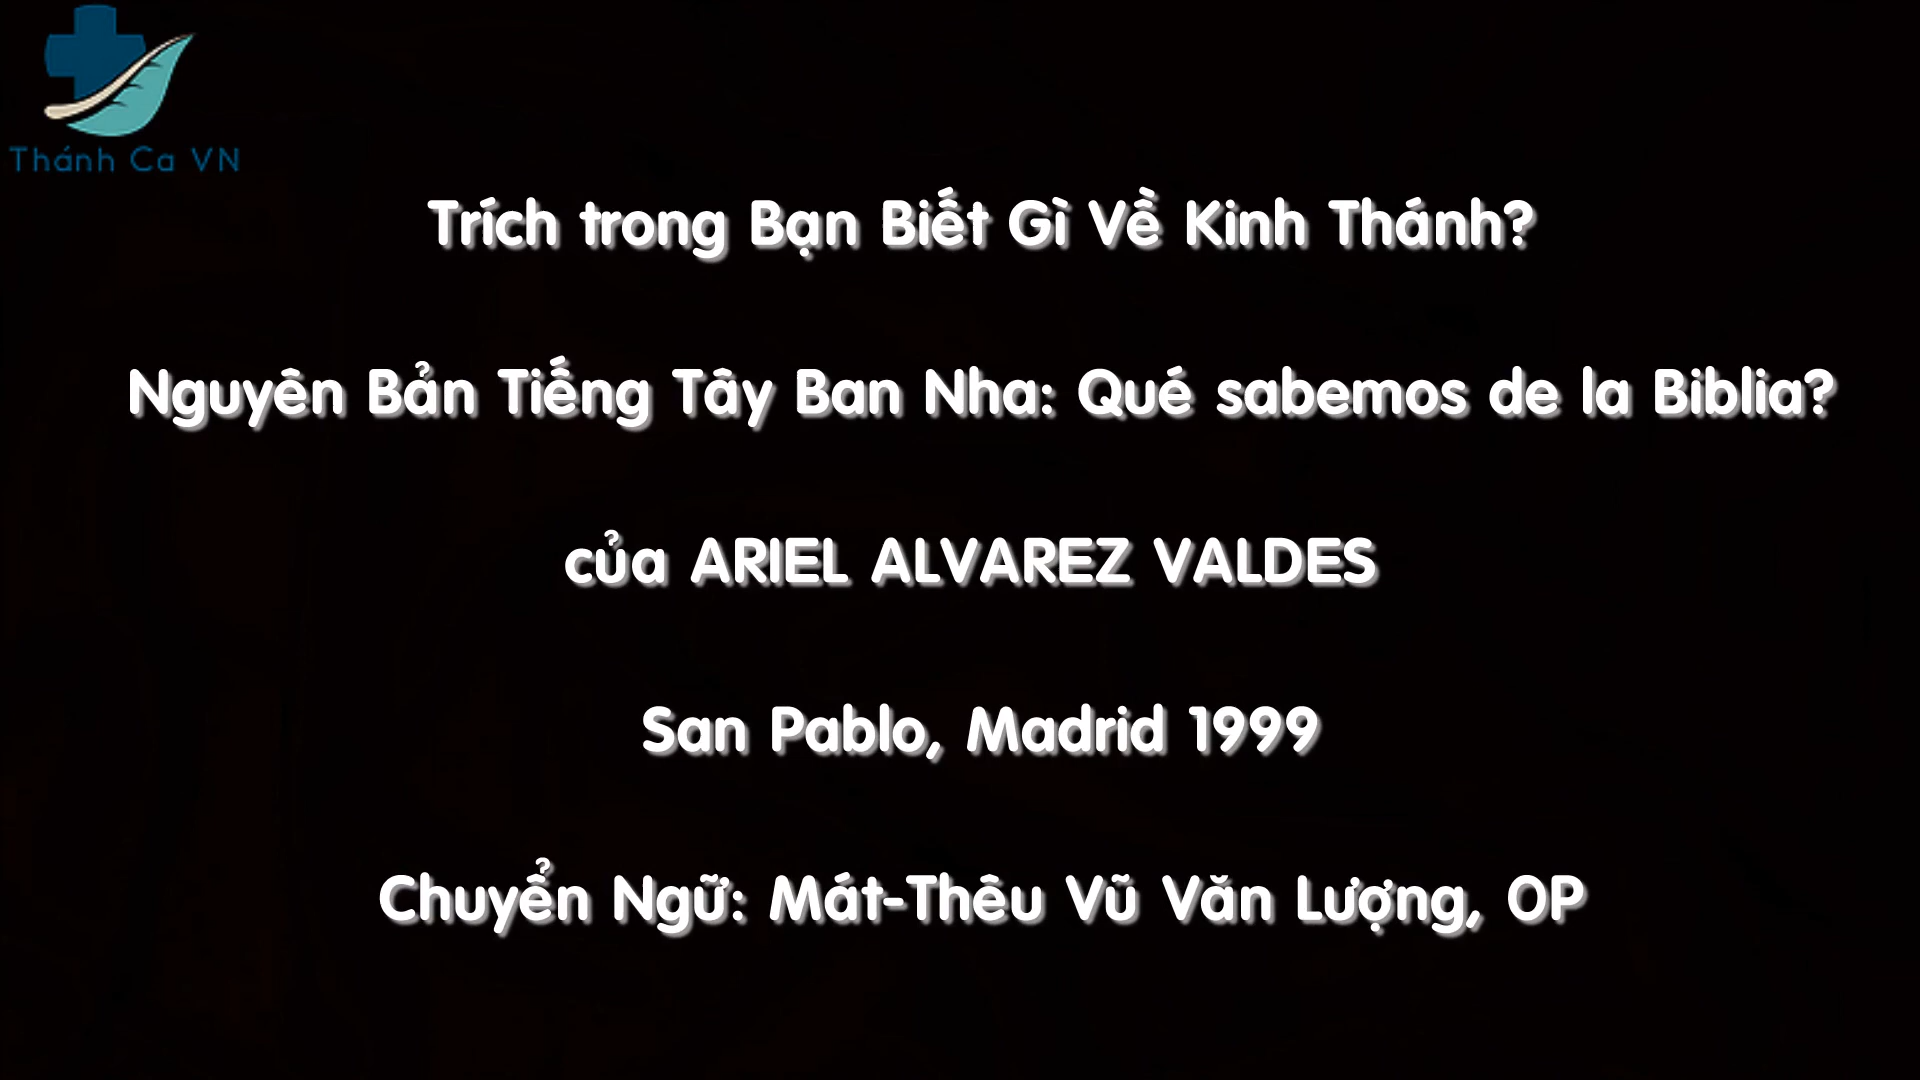 Thánh Ca VN
Trích trong Bạn Biết Gì Về Kinh Thánh?
Nguyên Bản Tiếng Tây Ban Nha: Qué sabemos de la Biblia?
của ARIEL ALVAREZ VALDES
San Pablo, Madrid 1999
Chuyển Ngữ: Mát-Thêu Vũ Văn Lượng, OP